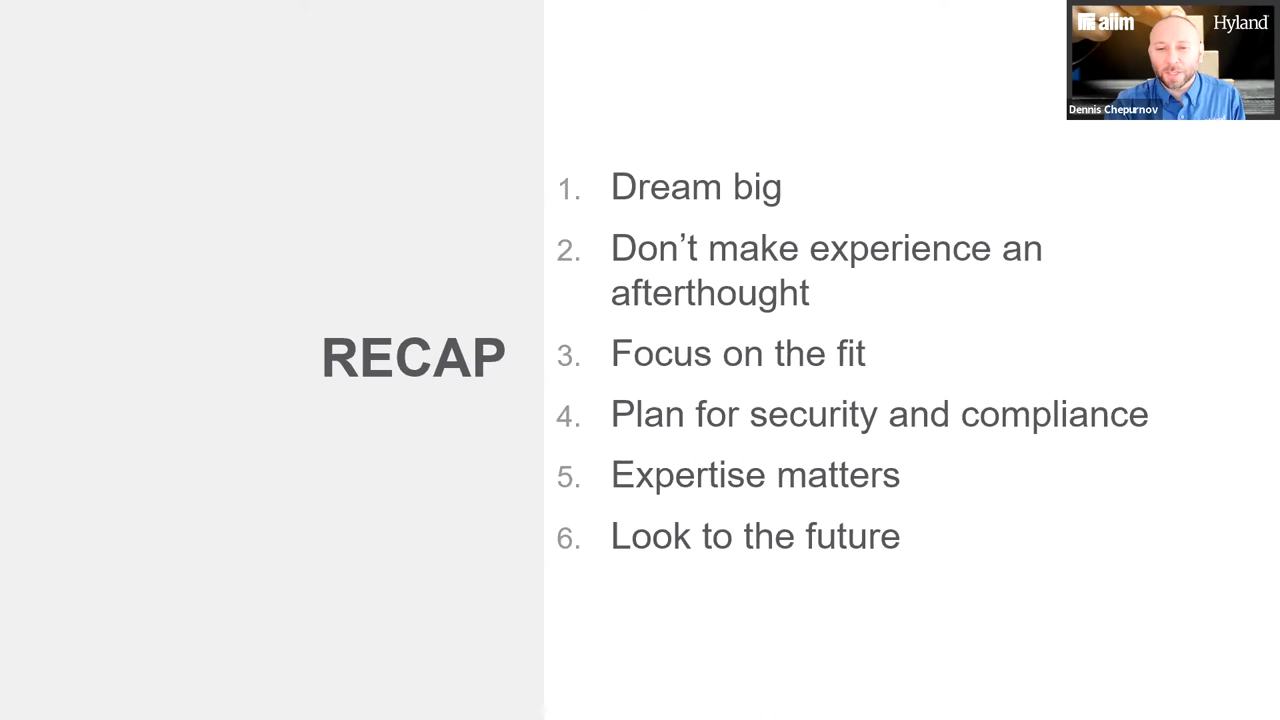 aiim
Hyland
Dennis Chepurnov
RECAP
1. Dream big
2. Don’t make experience an
afterthought
3. Focus on the fit
4. Plan for security and compliance
5. Expertise matters
6. Look to the future